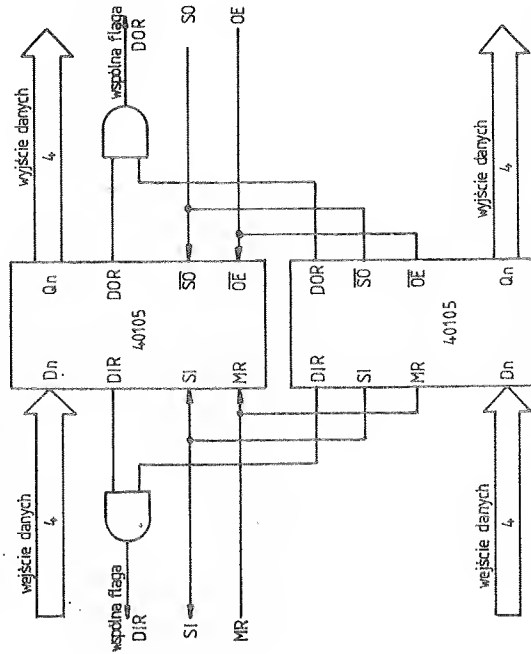 wejście danych
4
wyjście danych
4
wspólna flaga
DIR
wspólna flaga
DOR
SI
MR
SO
OE
Dn
DIR
SI
MR
40105
Qn
DOR
SO
OE
DIR
SI
MR
Dn
40105
DOR
SO
OE
Qn
wejście danych
4
wyjście danych
4